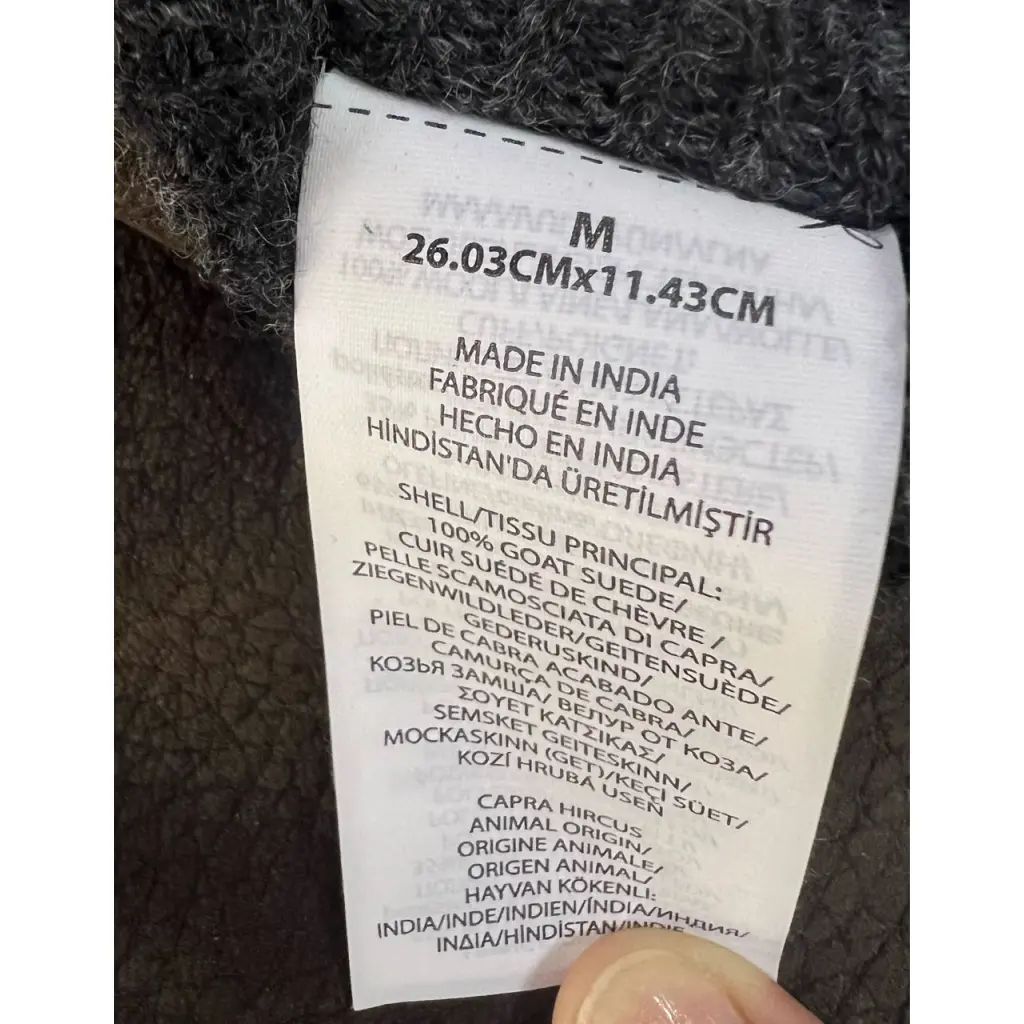 M
26.03CMx11.43CM
MADE IN INDIA
FABRIQUÉ EN INDE
HECHO EN INDIA
HİNDİSTAN'DA ÜRETİLMİŞTİR
SHELL/TISSU PRINCIPAL:
100% GOAT SUEDE/
CUIR SUÉDÉ DE CHÈVRE /
PELLE SCAMOSCIATA DI CAPRA/
ZIEGENWILDLEDER/GEITENSUÈDE/
GEDERUSKIND/
PIEL DE CABRA ACABADO ANTE/
CAMURÇA DE CABRA/
КОЗЬЯ ЗАМША/ ВЕЛУР ОТ КОЗА/
ΣΟΥΕΤ ΚΑΤΣΙΚΑΣ/
SEMSKET GEITESKINN/
MOCKASKINN (GET)/KEÇİ SÜET/
KOZÍ HRUBÁ USEŇ
CAPRA HIRCUS
ANIMAL ORIGIN/
ORIGINE ANIMALE/
ORIGEN ANIMAL/
HAYVAN KÖKENLİ:
INDIA/INDE/INDIEN/ÍNDIA/ИНДИЯ/
ΙΝΔΙΑ/HİNDİSTAN/INDIE